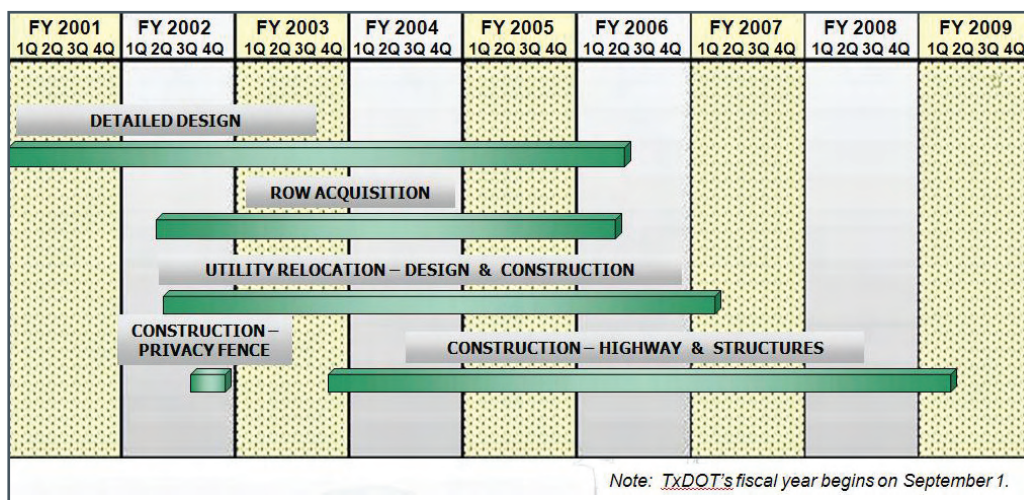 FY 2001 FY 2002 FY 2003 FY 2004 FY 2005 FY 2006 FY 2007 FY 2008 FY 2009
1Q 2Q 3Q 4Q 1Q 2Q 3Q 4Q 1Q 2Q 3Q 4Q 1Q 2Q 3Q 4Q 1Q 2Q 3Q 4Q 1Q 2Q 3Q 4Q 1Q 2Q 3Q 4Q 1Q 2Q 3Q 4Q 1Q 2Q 3Q 4Q
DETAILED DESIGN
ROW ACQUISITION
UTILITY RELOCATION – DESIGN & CONSTRUCTION
CONSTRUCTION –
PRIVACY FENCE
CONSTRUCTION – HIGHWAY & STRUCTURES
Note: TxDOT's fiscal year begins on September 1.